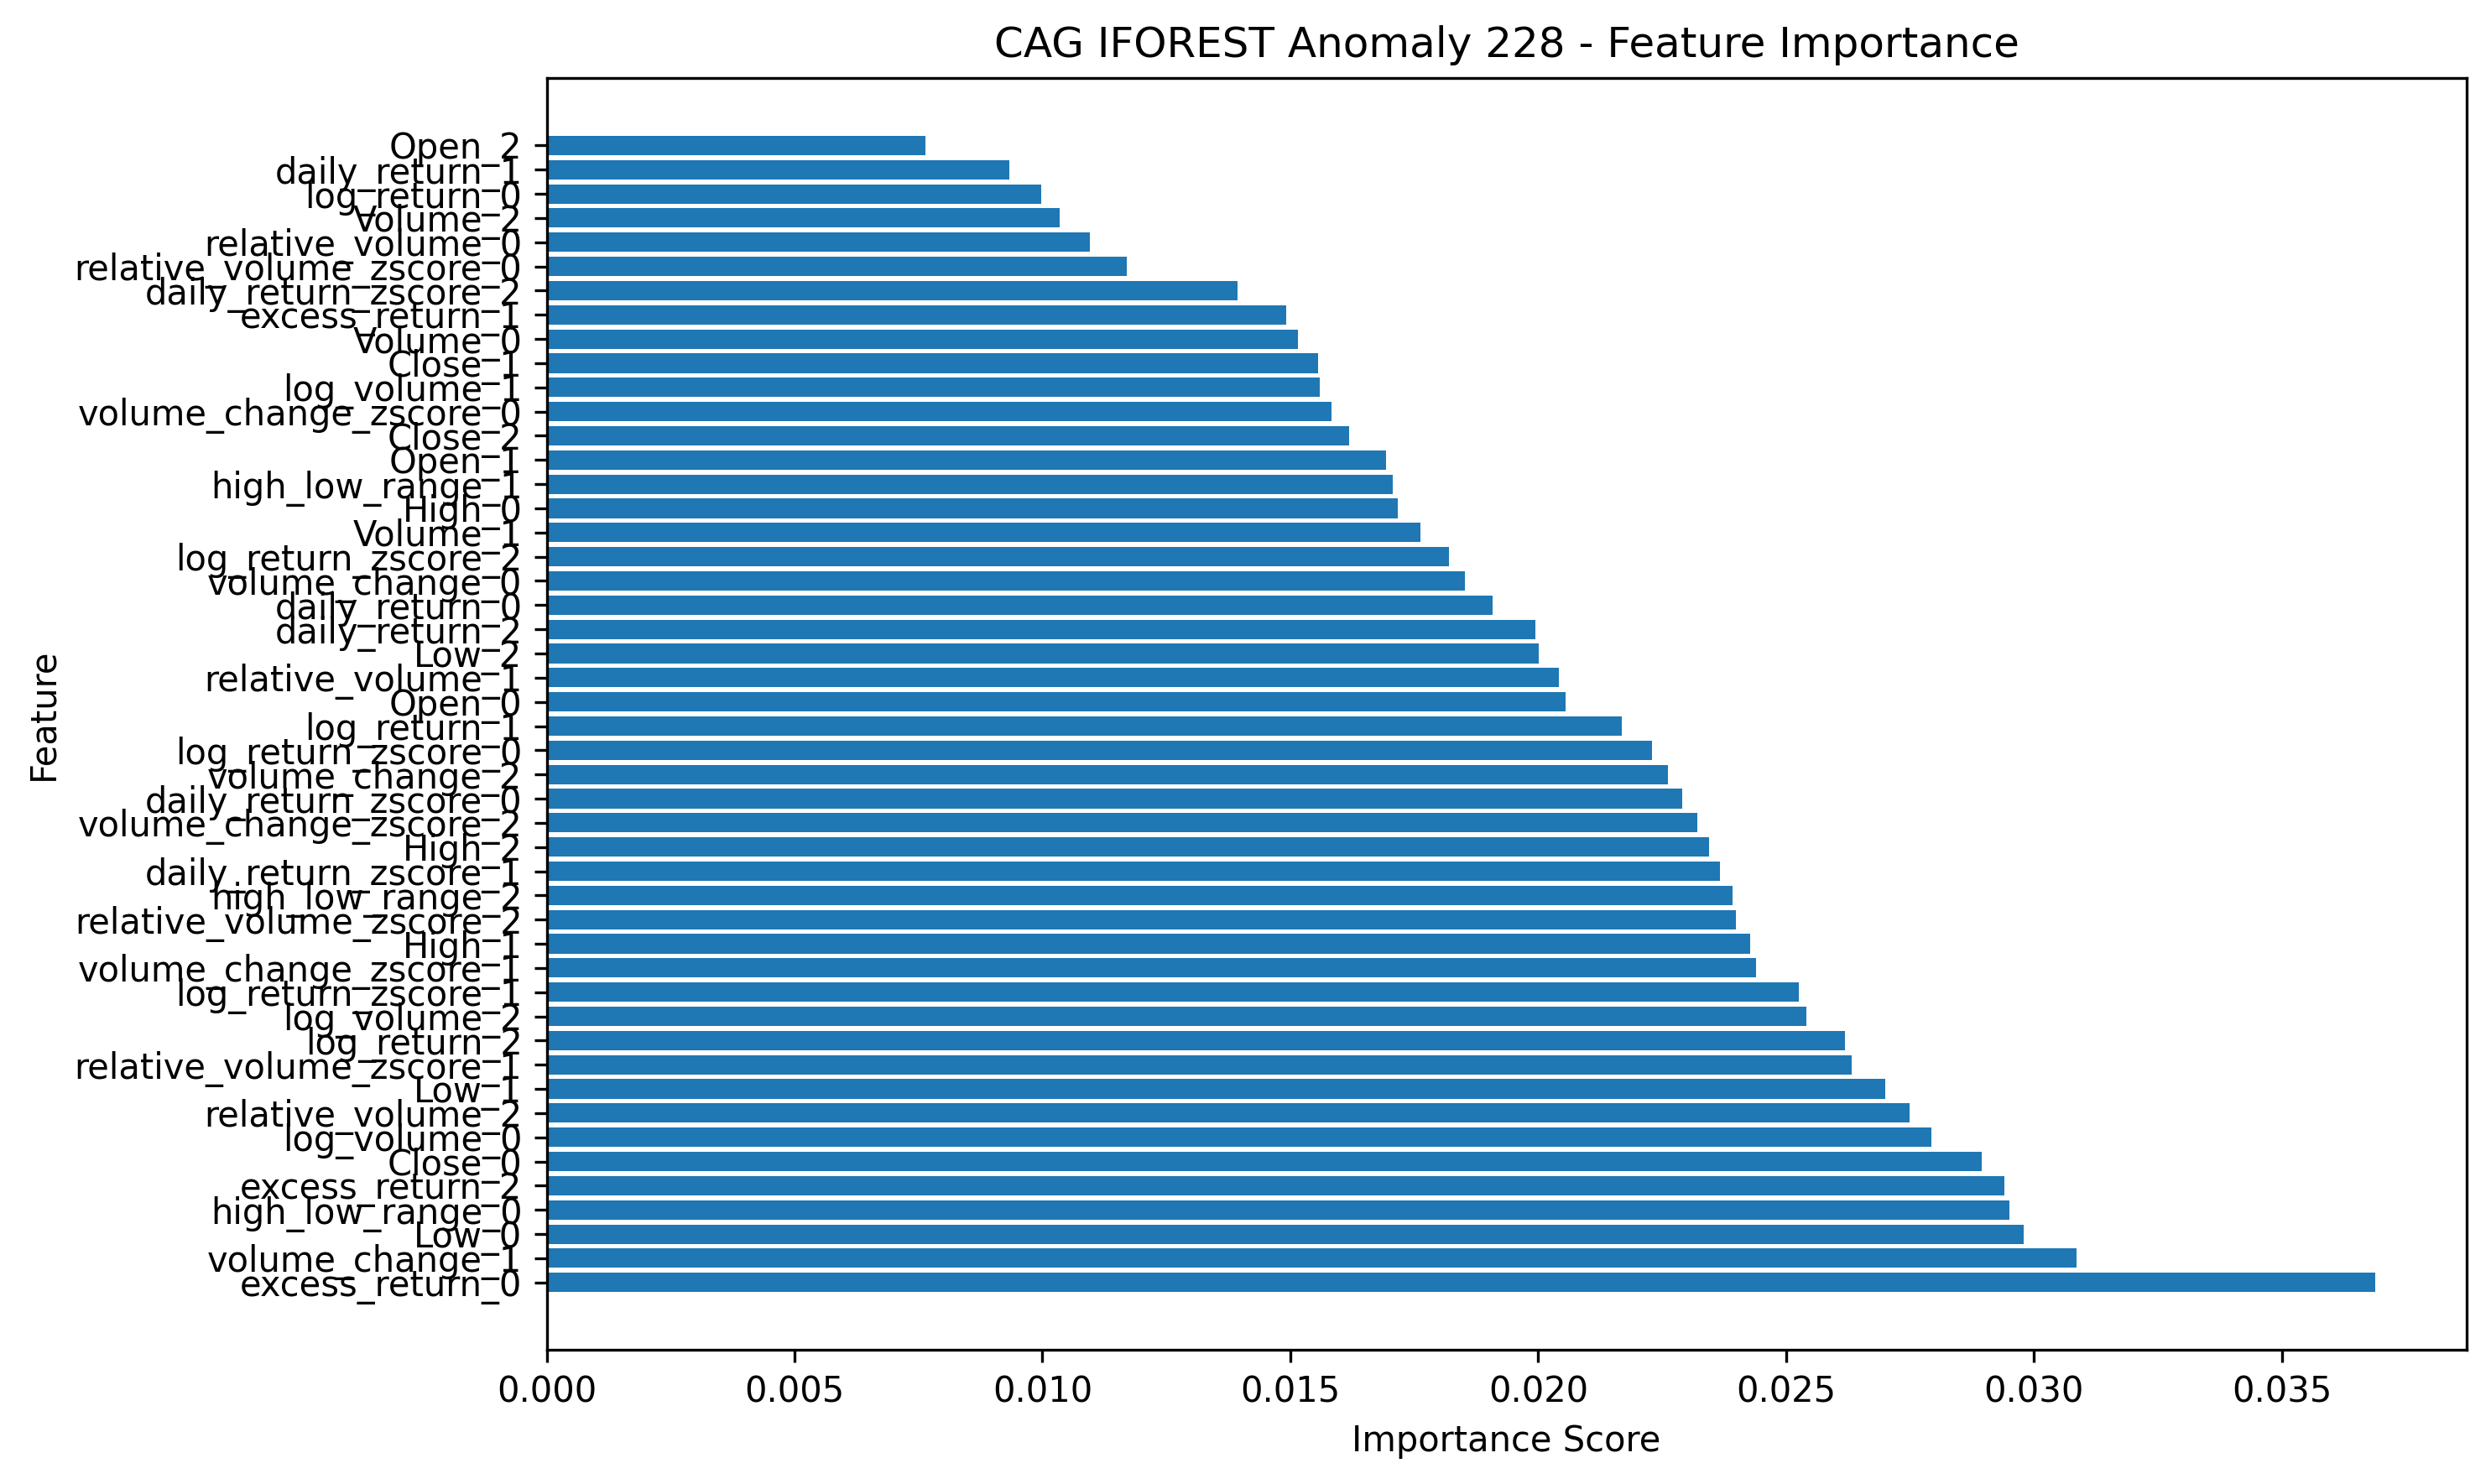 CAG IFOREST Anomaly 228 - Feature Importance
Open_2
daily_return_1
log_return_0
Volume_2
relative_volume_0
relative_volume_zscore_0
daily_return_zscore_2
excess_return_1
Volume_0
Close_1
log_volume_1
volume_change_zscore_0
Close_2
Open_1
high_low_range_1
High_0
Volume_1
log_return_zscore_2
volume_change_0
daily_return_0
daily_return_2
Low_2
relative_volume_1
Open_0
log_return_1
log_return_zscore_0
volume_change_2
daily_return_zscore_0
volume_change_zscore_2
High_2
daily_return_zscore_1
high_low_range_2
relative_volume_zscore_2
High_1
volume_change_zscore_1
log_return_zscore_1
log_volume_2
log_return_2
relative_volume_zscore_1
Low_1
relative_volume_2
log_volume_0
Close_0
excess_return_2
high_low_range_0
Low_0
volume_change_1
excess_return_0
Feature
0.000 0.005 0.010 0.015 0.020 0.025 0.030 0.035
Importance Score